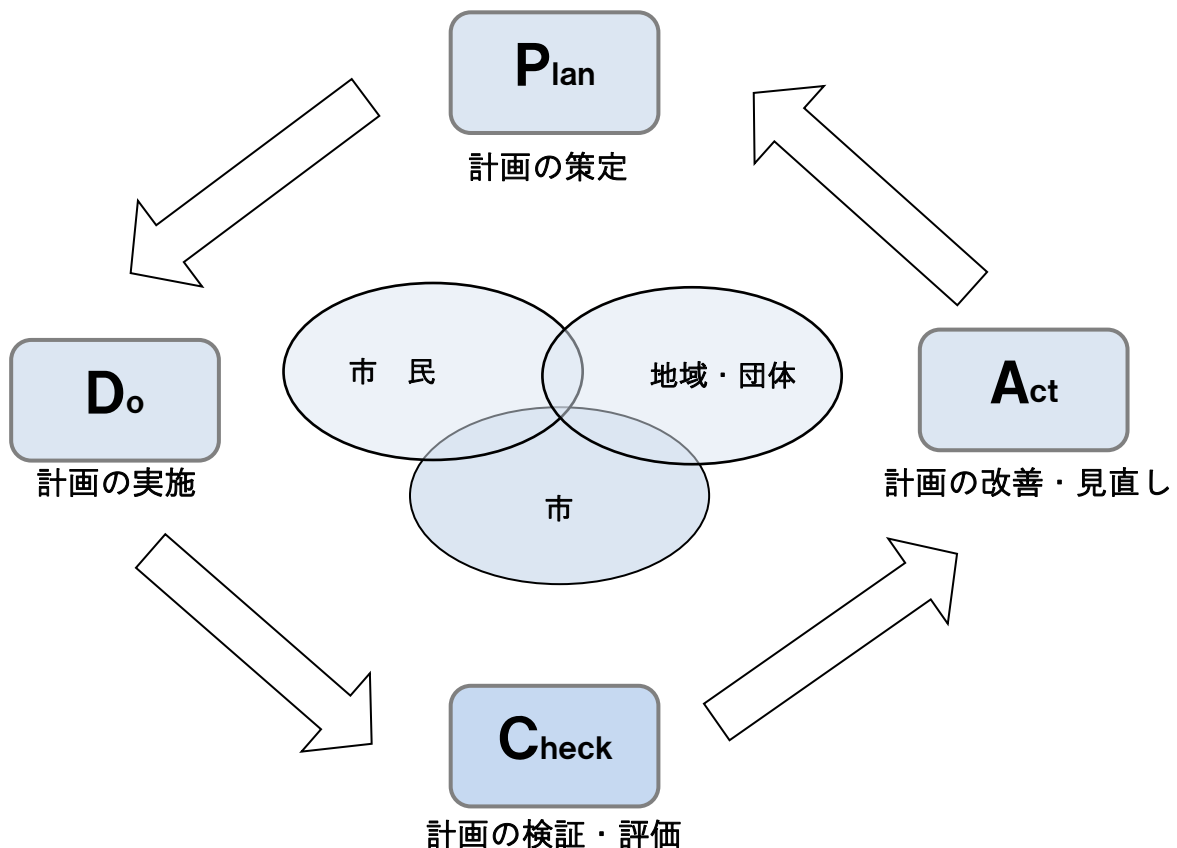 Plan
計画の策定
市　民
地域・団体
Do
計画の実施
Act
計画の改善・見直し
市
Check
計画の検証・評価